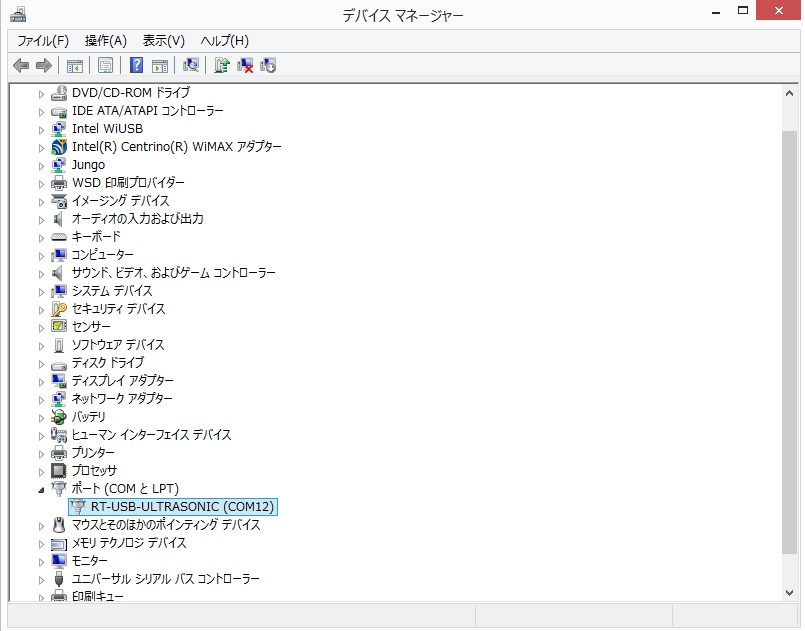 デバイス マネージャー
ファイル(F) 操作(A) 表示(V) ヘルプ(H)
DVD/CD-ROM ドライブ
IDE ATA/ATAPI コントローラー
Intel WiUSB
Intel(R) Centrino(R) WiMAX アダプター
Jungo
WSD 印刷プロバイダー
イメージング デバイス
オーディオの入力および出力
キーボード
コンピューター
サウンド、ビデオ、およびゲーム コントローラー
システム デバイス
セキュリティ デバイス
センサー
ソフトウェア デバイス
ディスク ドライブ
ディスプレイ アダプター
ネットワーク アダプター
バッテリ
ヒューマン インターフェイス デバイス
プリンター
プロセッサ
ポート (COM と LPT)
RT-USB-ULTRASONIC (COM12)
マウスとそのほかのポインティング デバイス
メモリ テクノロジ デバイス
モニター
ユニバーサル シリアル バス コントローラー
印刷キュー